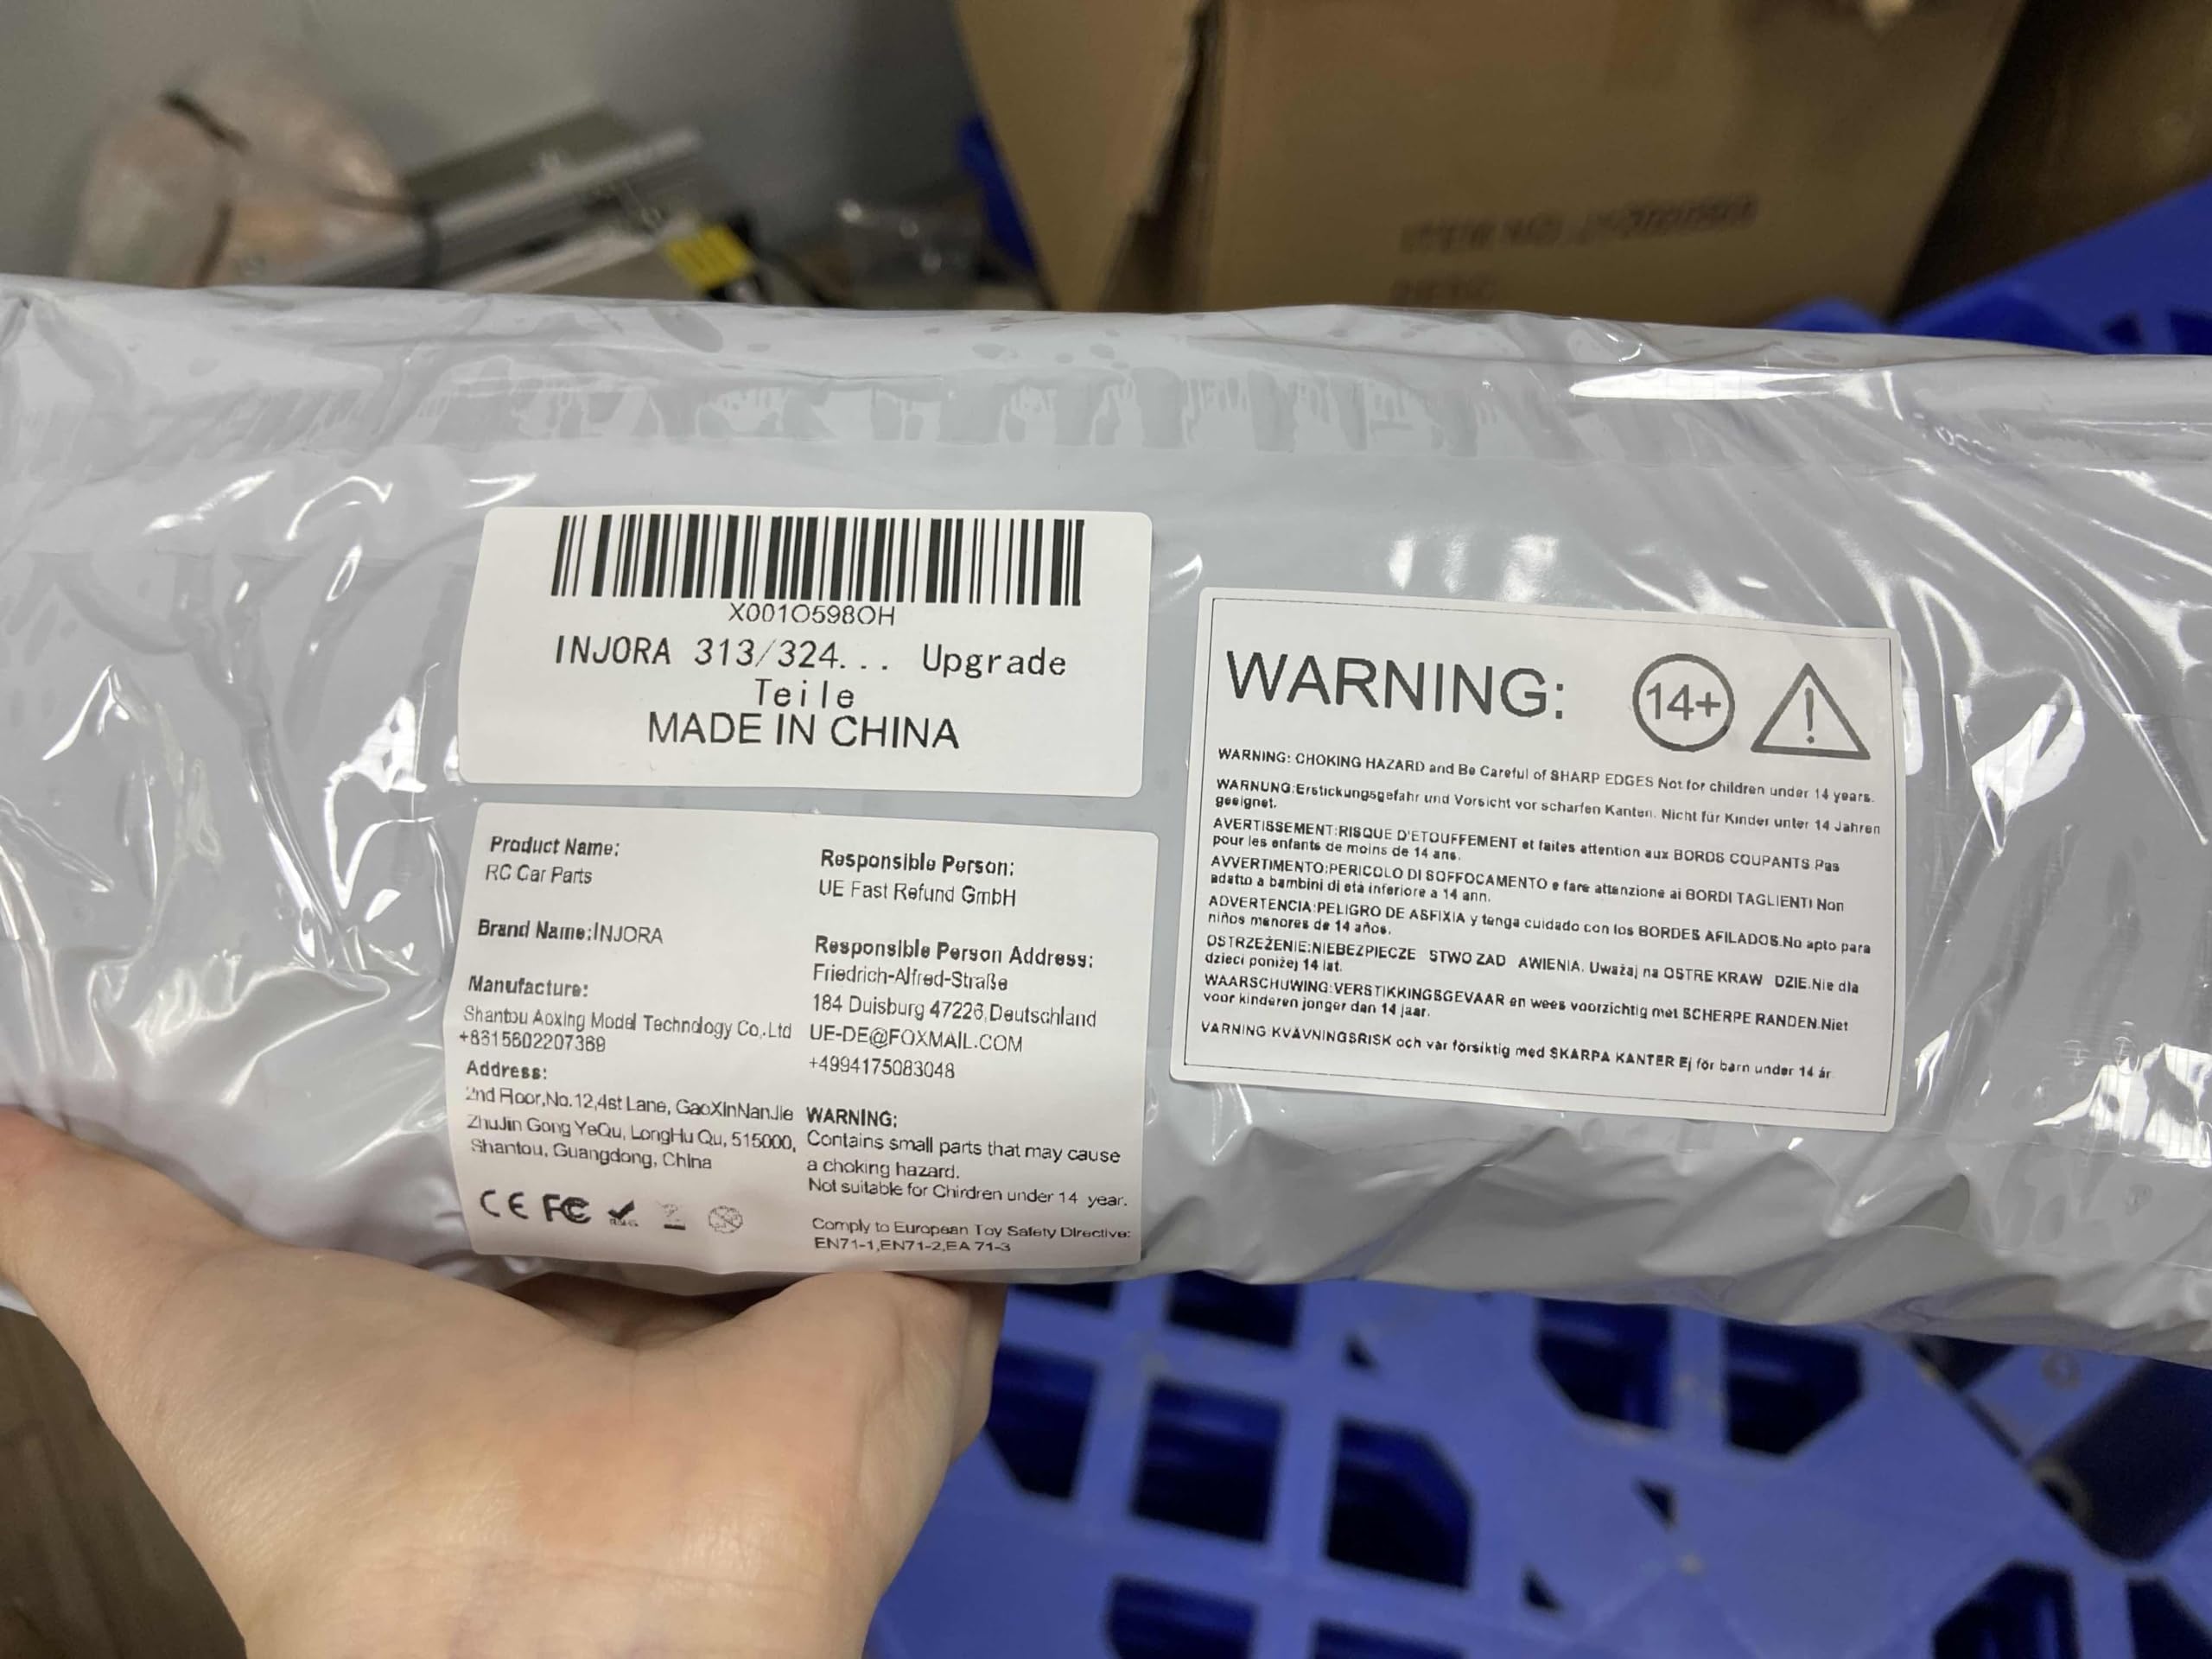 X001O598OH
INJORA 313/324... Upgrade
Teile
MADE IN CHINA
Product Name:
RC Car Parts
Brand Name:INJORA
Manufacture:
Shantou Aoxing Model Technology Co,.Ltd
+8615602207369
Address:
2nd Floor,No.12,4st Lane, GaoXinNanJie
ZhuJin Gong YeQu, LongHu Qu, 515000,
Shantou, Guangdong, China
CE FC
Responsible Person:
UE Fast Refund GmbH
Responsible Person Address:
Friedrich-Alfred-Straße
184 Duisburg 47226,Deutschland
UE-DE@FOXMAIL.COM
+4994175083048
WARNING:
Contains small parts that may cause
a choking hazard.
Not suitable for Chirdren under 14 year.
Comply to European Toy Safety Directive:
EN71-1,EN71-2,EA 71-3
WARNING: 14+
WARNING: CHOKING HAZARD and Be Careful of SHARP EDGES Not for children under 14 years.
WARNUNG:Erstickungsgefahr und Vorsicht vor scharfen Kanten. Nicht für Kinder unter 14 Jahren
geeignet.
AVERTISSEMENT:RISQUE D'ETOUFFEMENT et faites attention aux BORDS COUPANTS Pas
pour les enfants de moins de 14 ans.
AVVERTIMENTO:PERICOLO DI SOFFOCAMENTO e fare attenzione ai BORDI TAGLIENTI Non
adatto a bambini di età inferiore a 14 ann.
ADVERTENCIA:PELIGRO DE ASFIXIA y tenga cuidado con los BORDES AFILADOS.No apto para
niños menores de 14 años.
OSTRZEŻENIE:NIEBEZPIECZE STWO ZAD AWIENIA. Uważaj na OSTRE KRAW DZIE.Nie dla
dzieci poniżej 14 lat.
WAARSCHUWING:VERSTIKKINGSGEVAAR en wees voorzichtig met SCHERPE RANDEN.Niet
voor kinderen jonger dan 14 jaar.
VARNING KVÄVNINGSRISK och var försiktig med SKARPA KANTER Ej för barn under 14 år